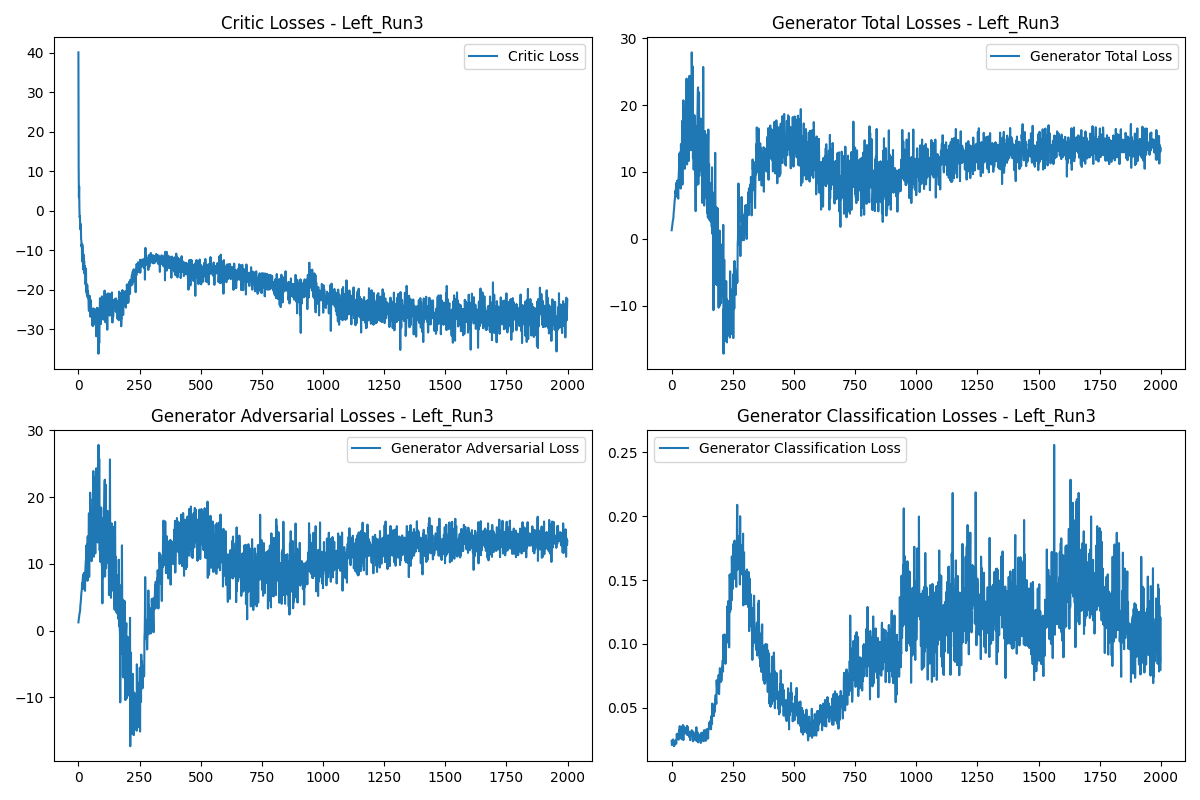 Critic Losses - Left_Run3
Critic Loss
40
30
20
10
0
−10
−20
−30
0 250 500 750 1000 1250 1500 1750 2000
Generator Total Losses - Left_Run3
Generator Total Loss
30
20
10
0
−10
0 250 500 750 1000 1250 1500 1750 2000
Generator Adversarial Losses - Left_Run3
Generator Adversarial Loss
30
20
10
0
−10
0 250 500 750 1000 1250 1500 1750 2000
Generator Classification Losses - Left_Run3
Generator Classification Loss
0.25
0.20
0.15
0.10
0.05
0 250 500 750 1000 1250 1500 1750 2000